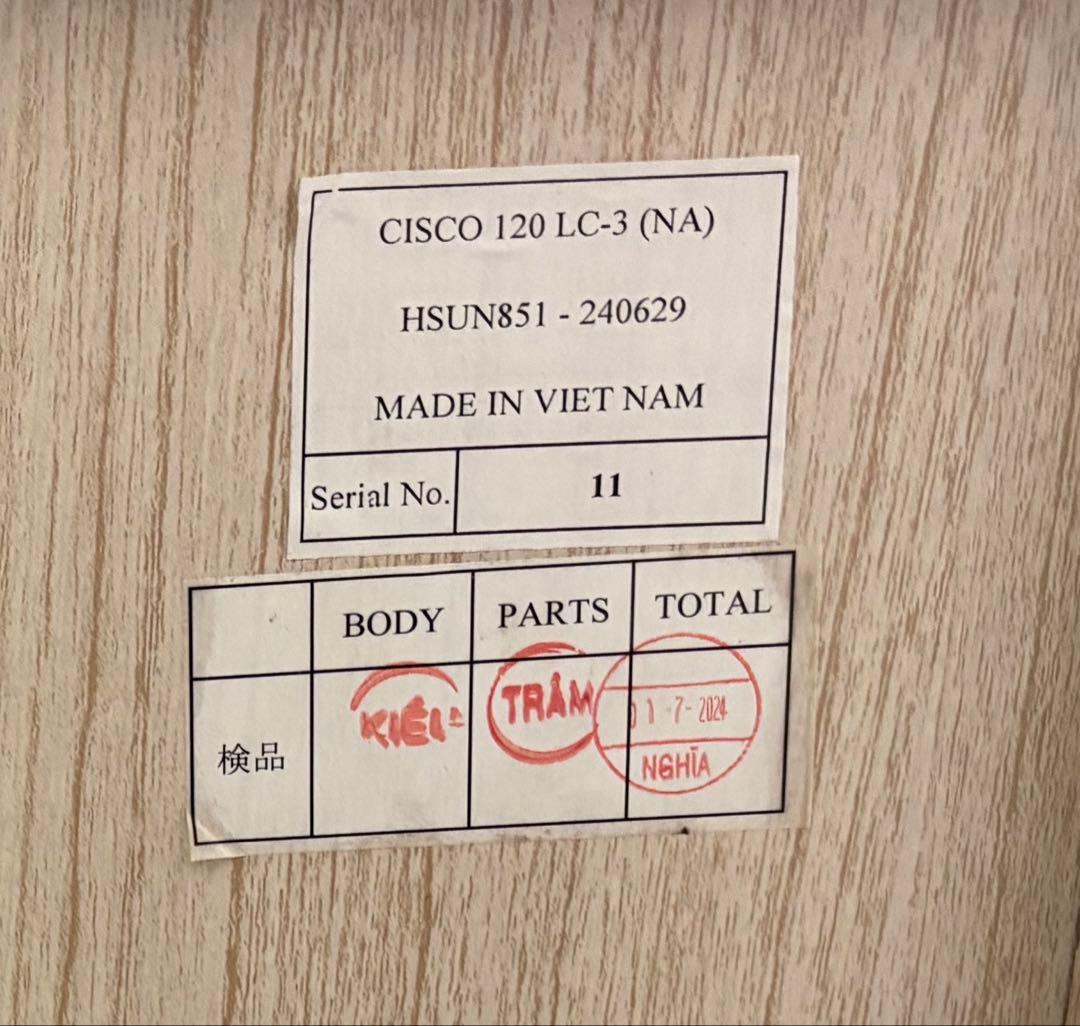 CISCO 120 LC-3 (NA)
HSUN851 - 240629
MADE IN VIET NAM
Serial No. 11
BODY PARTS TOTAL
検品
TRÂM
1 -7- 2024
NGHĨA